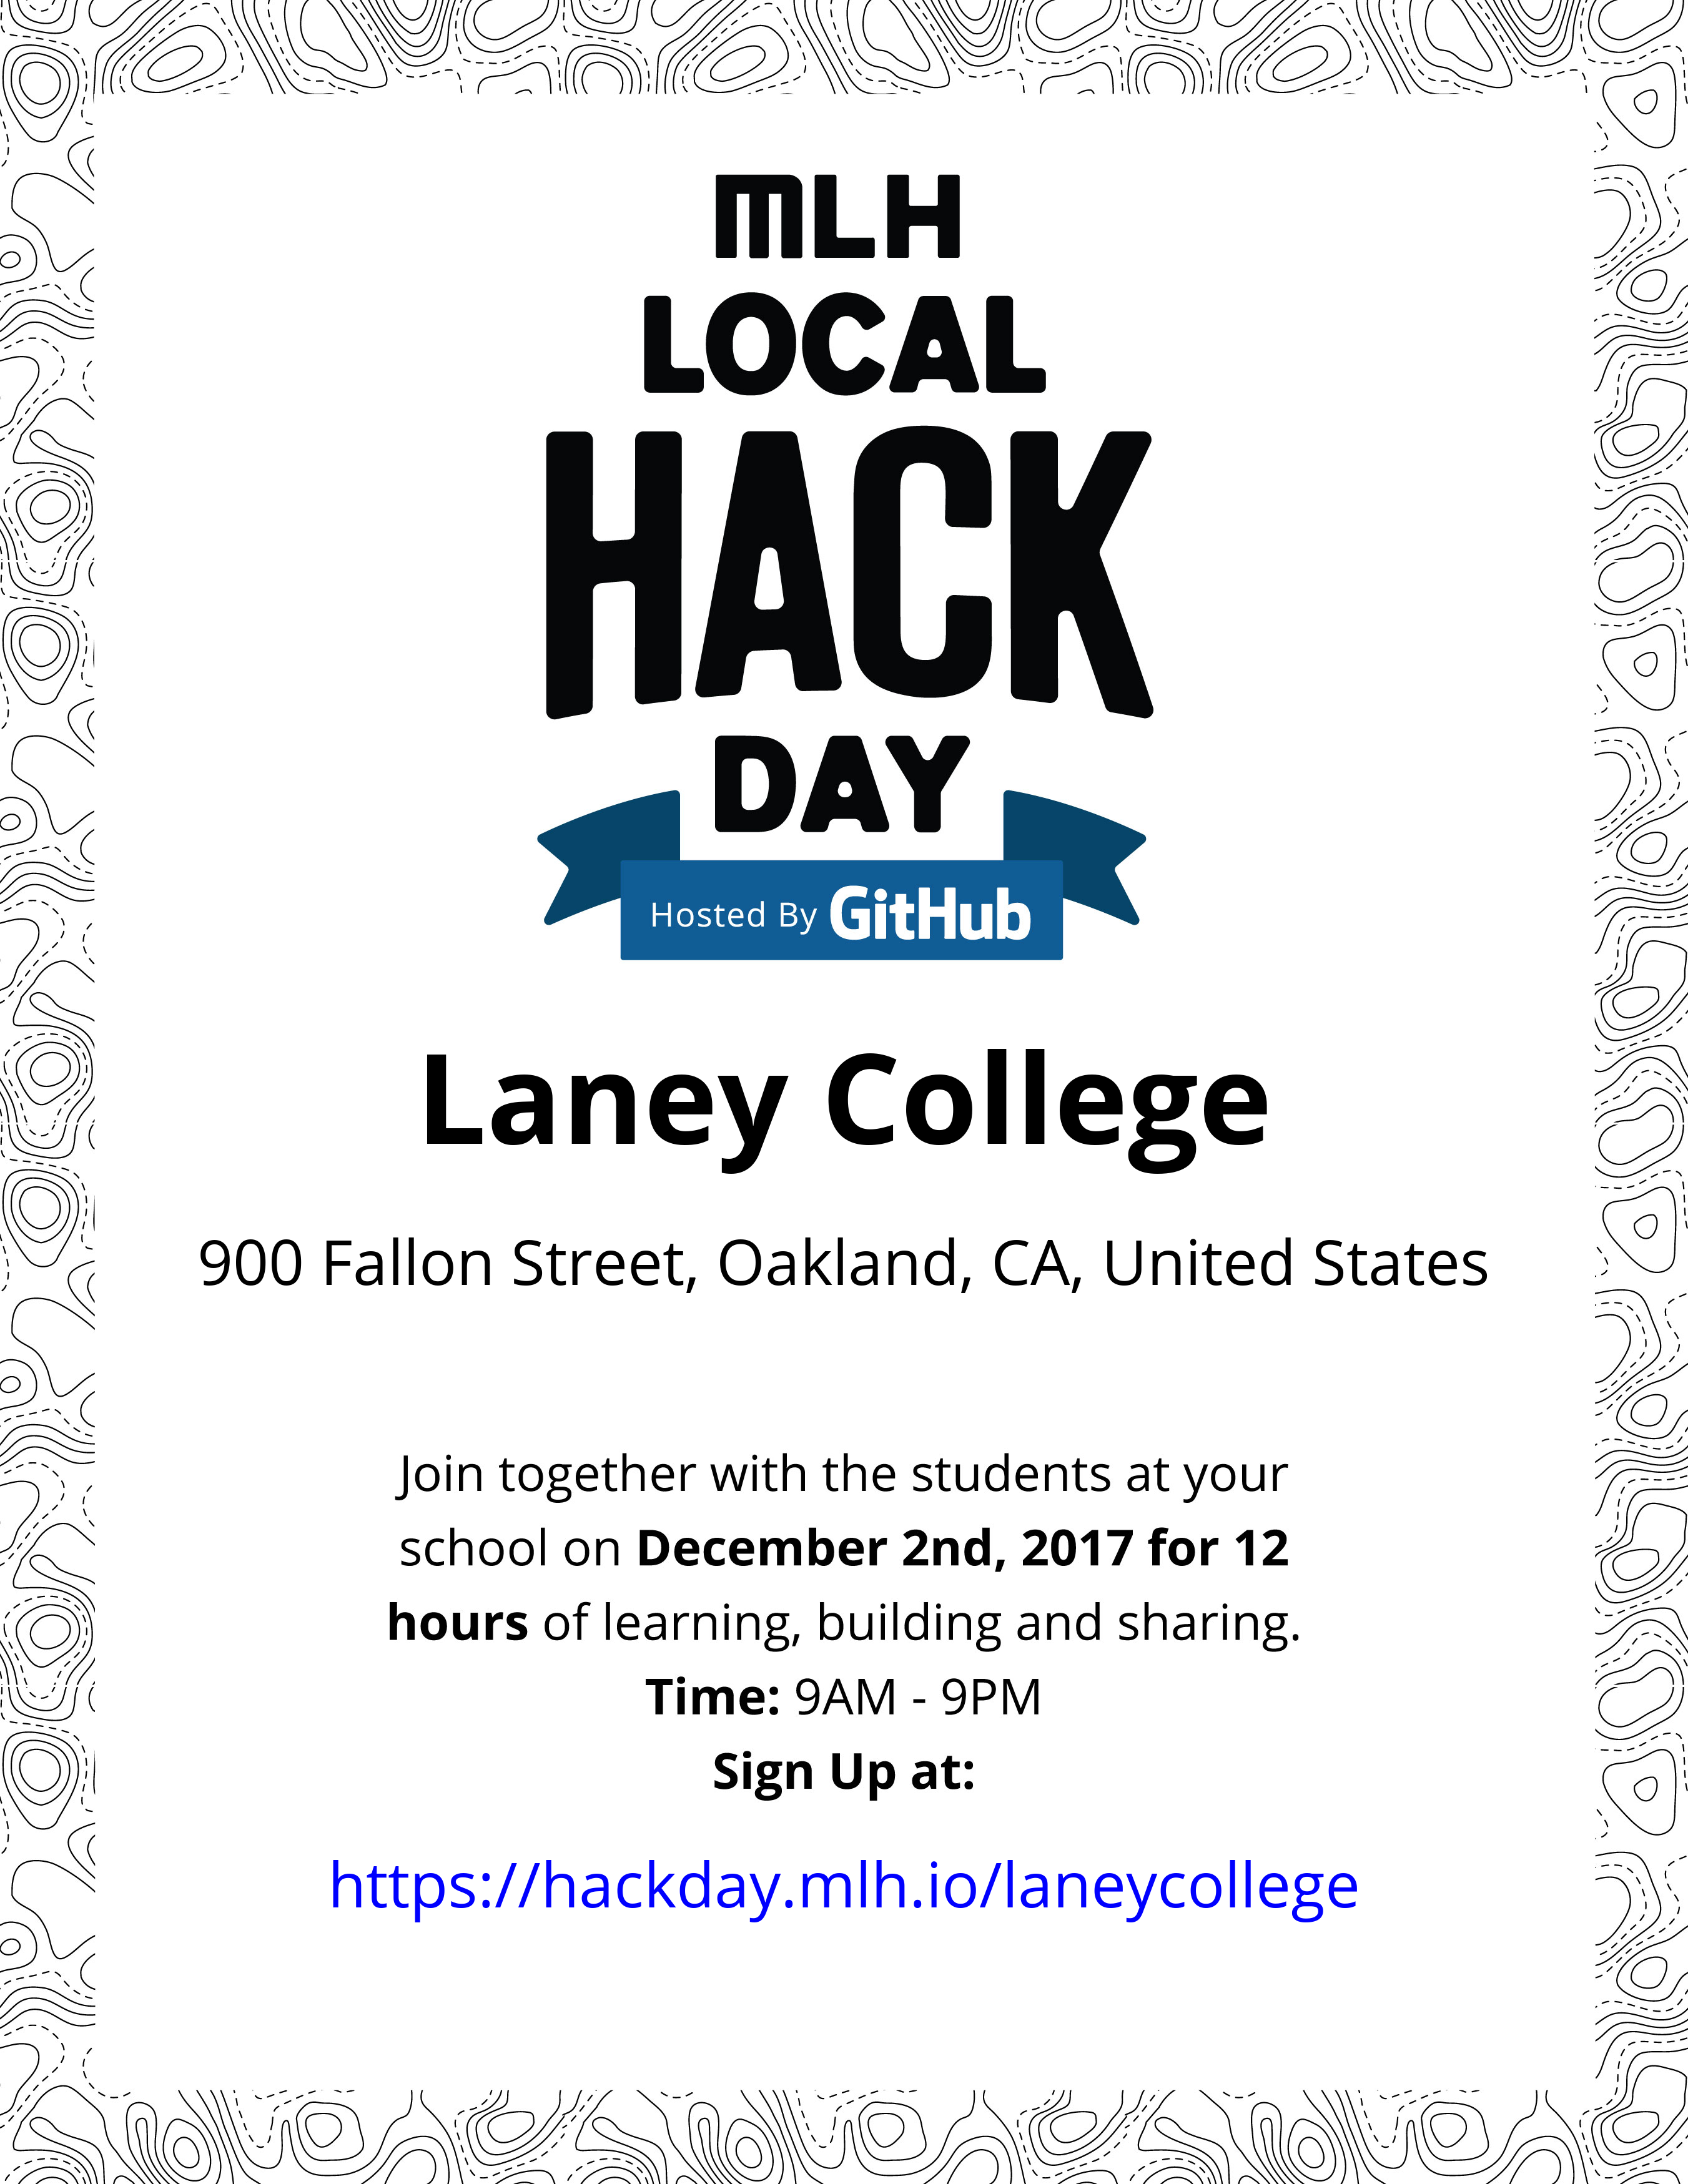 MLH
LOCAL
HACK
DAY
Hosted By GitHub
Laney College
900 Fallon Street, Oakland, CA, United States
Join together with the students at your
school on December 2nd, 2017 for 12
hours of learning, building and sharing.
Time: 9AM - 9PM
Sign Up at:
https://hackday.mlh.io/laneycollege